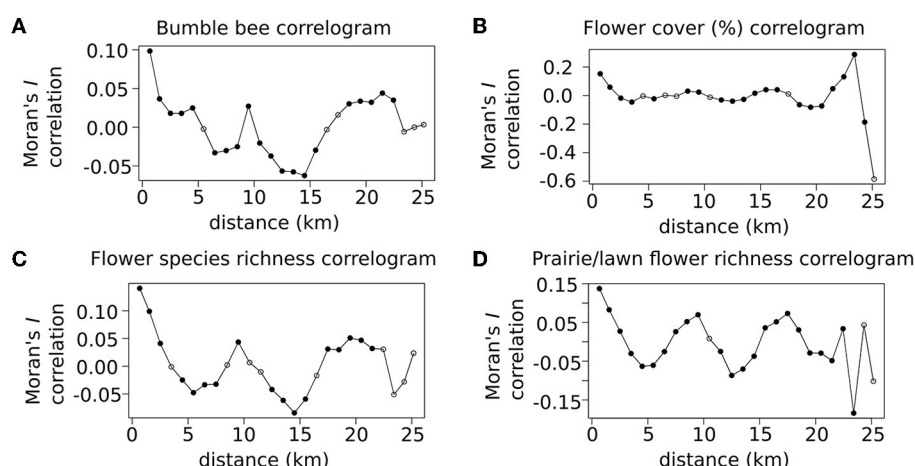 A
Bumble bee correlogram
Moran's I
correlation
0.10
0.05
0.00
-0.05
0 5 10 15 20 25
distance (km)
B
Flower cover (%) correlogram
Moran's I
correlation
0.2
0.0
-0.2
-0.4
-0.6
0 5 10 15 20 25
distance (km)
C
Flower species richness correlogram
Moran's I
correlation
0.10
0.05
0.00
-0.05
0 5 10 15 20 25
distance (km)
D
Prairie/lawn flower richness correlogram
Moran's I
correlation
0.15
0.05
-0.05
-0.15
0 5 10 15 20 25
distance (km)